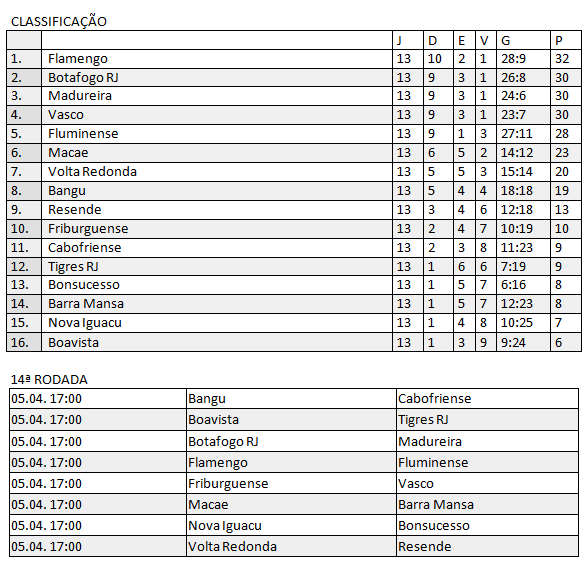 CLASSIFICAÇÃO
J D E V G P
1. Flamengo 13 10 2 1 28:9 32
2. Botafogo RJ 13 9 3 1 26:8 30
3. Madureira 13 9 3 1 24:6 30
4. Vasco 13 9 3 1 23:7 30
5. Fluminense 13 9 1 3 27:11 28
6. Macae 13 6 5 2 14:12 23
7. Volta Redonda 13 5 5 3 15:14 20
8. Bangu 13 5 4 4 18:18 19
9. Resende 13 3 4 6 12:18 13
10. Friburguense 13 2 4 7 10:19 10
11. Cabofriense 13 2 3 8 11:23 9
12. Tigres RJ 13 1 6 6 7:19 9
13. Bonsucesso 13 1 5 7 6:16 8
14. Barra Mansa 13 1 5 7 12:23 8
15. Nova Iguacu 13 1 4 8 10:25 7
16. Boavista 13 1 3 9 9:24 6
14ª RODADA
05.04. 17:00 Bangu Cabofriense
05.04. 17:00 Boavista Tigres RJ
05.04. 17:00 Botafogo RJ Madureira
05.04. 17:00 Flamengo Fluminense
05.04. 17:00 Friburguense Vasco
05.04. 17:00 Macae Barra Mansa
05.04. 17:00 Nova Iguacu Bonsucesso
05.04. 17:00 Volta Redonda Resende